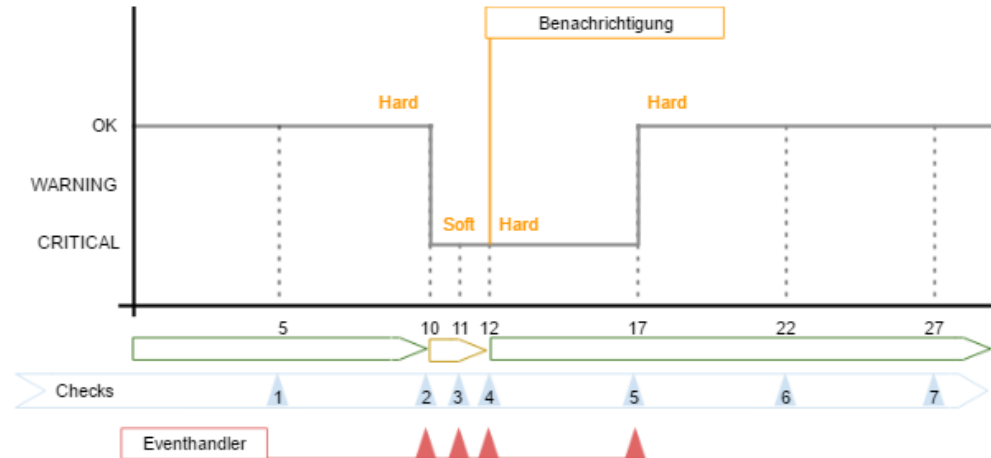 Benachrichtigung
Hard Hard
OK
WARNING
Soft Hard
CRITICAL
5 10 11 12 17 22 27
Checks 1 2 3 4 5 6 7
Eventhandler